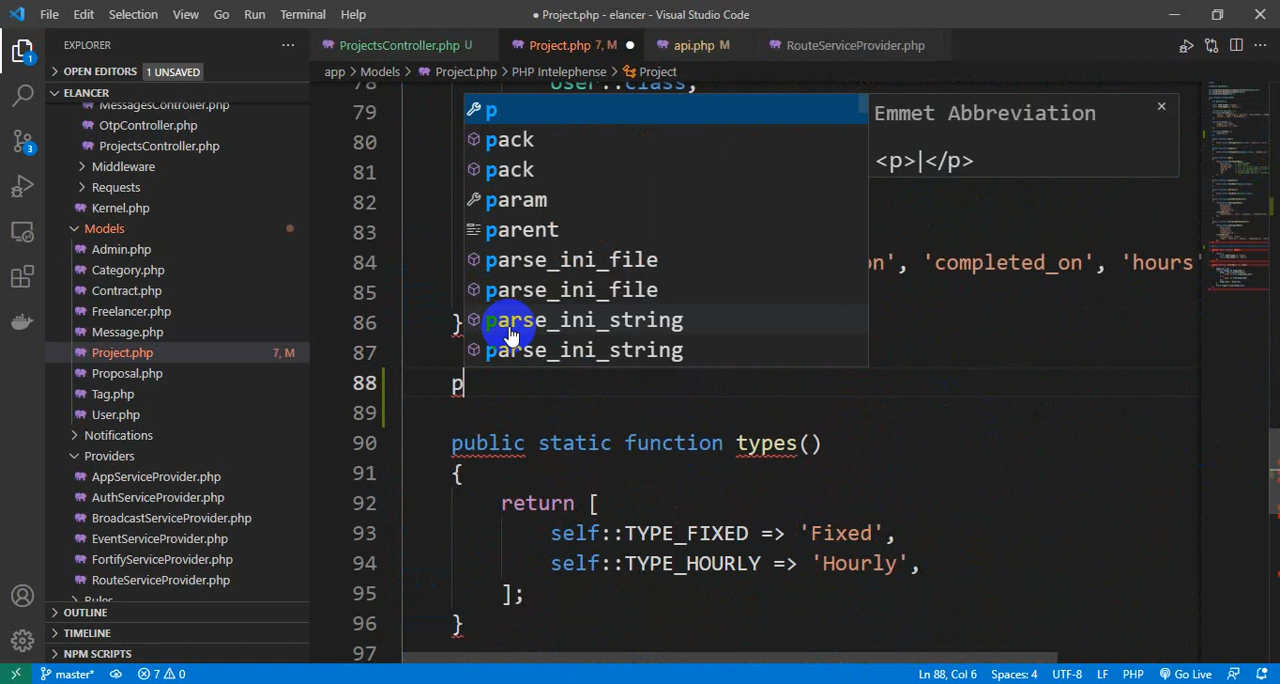 File Edit Selection View Go Run Terminal Help
● Project.php - elancer - Visual Studio Code
EXPLORER
ProjectsController.php U
Project.php 7, M
api.php M
RouteServiceProvider.php
OPEN EDITORS 1 UNSAVED
app > Models > Project.php > PHP Intelephense > Project
ELANCER
MessagesController.php
OtpController.php
ProjectsController.php
Middleware
Requests
Kernel.php
Models
Admin.php
Category.php
Contract.php
Freelancer.php
Message.php
Project.php 7, M
Proposal.php
Tag.php
User.php
Notifications
Providers
AppServiceProvider.php
AuthServiceProvider.php
BroadcastServiceProvider.php
EventServiceProvider.php
FortifyServiceProvider.php
RouteServiceProvider.php
Rules
OUTLINE
TIMELINE
NPM SCRIPTS
78 User::class,
79
80
81
82
83
84 on', 'completed_on', 'hours'
85
86 }
87
88 p
89
90 public static function types()
91 {
92 return [
93 self::TYPE_FIXED => 'Fixed',
94 self::TYPE_HOURLY => 'Hourly',
95 ];
96 }
97
p
pack
pack
param
parent
parse_ini_file
parse_ini_file
parse_ini_string
parse_ini_string
Emmet Abbreviation
<p>|</p>
1
3
master*
7 0
Ln 88, Col 6
Spaces: 4
UTF-8
LF
PHP
Go Live